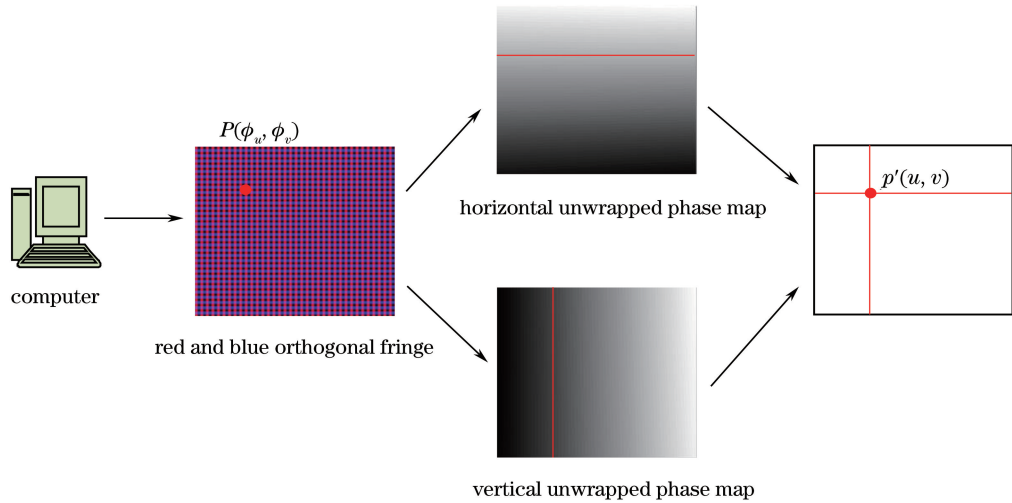 P(ϕᵤ, ϕᵥ)
computer
red and blue orthogonal fringe
horizontal unwrapped phase map
vertical unwrapped phase map
p′(u, v)